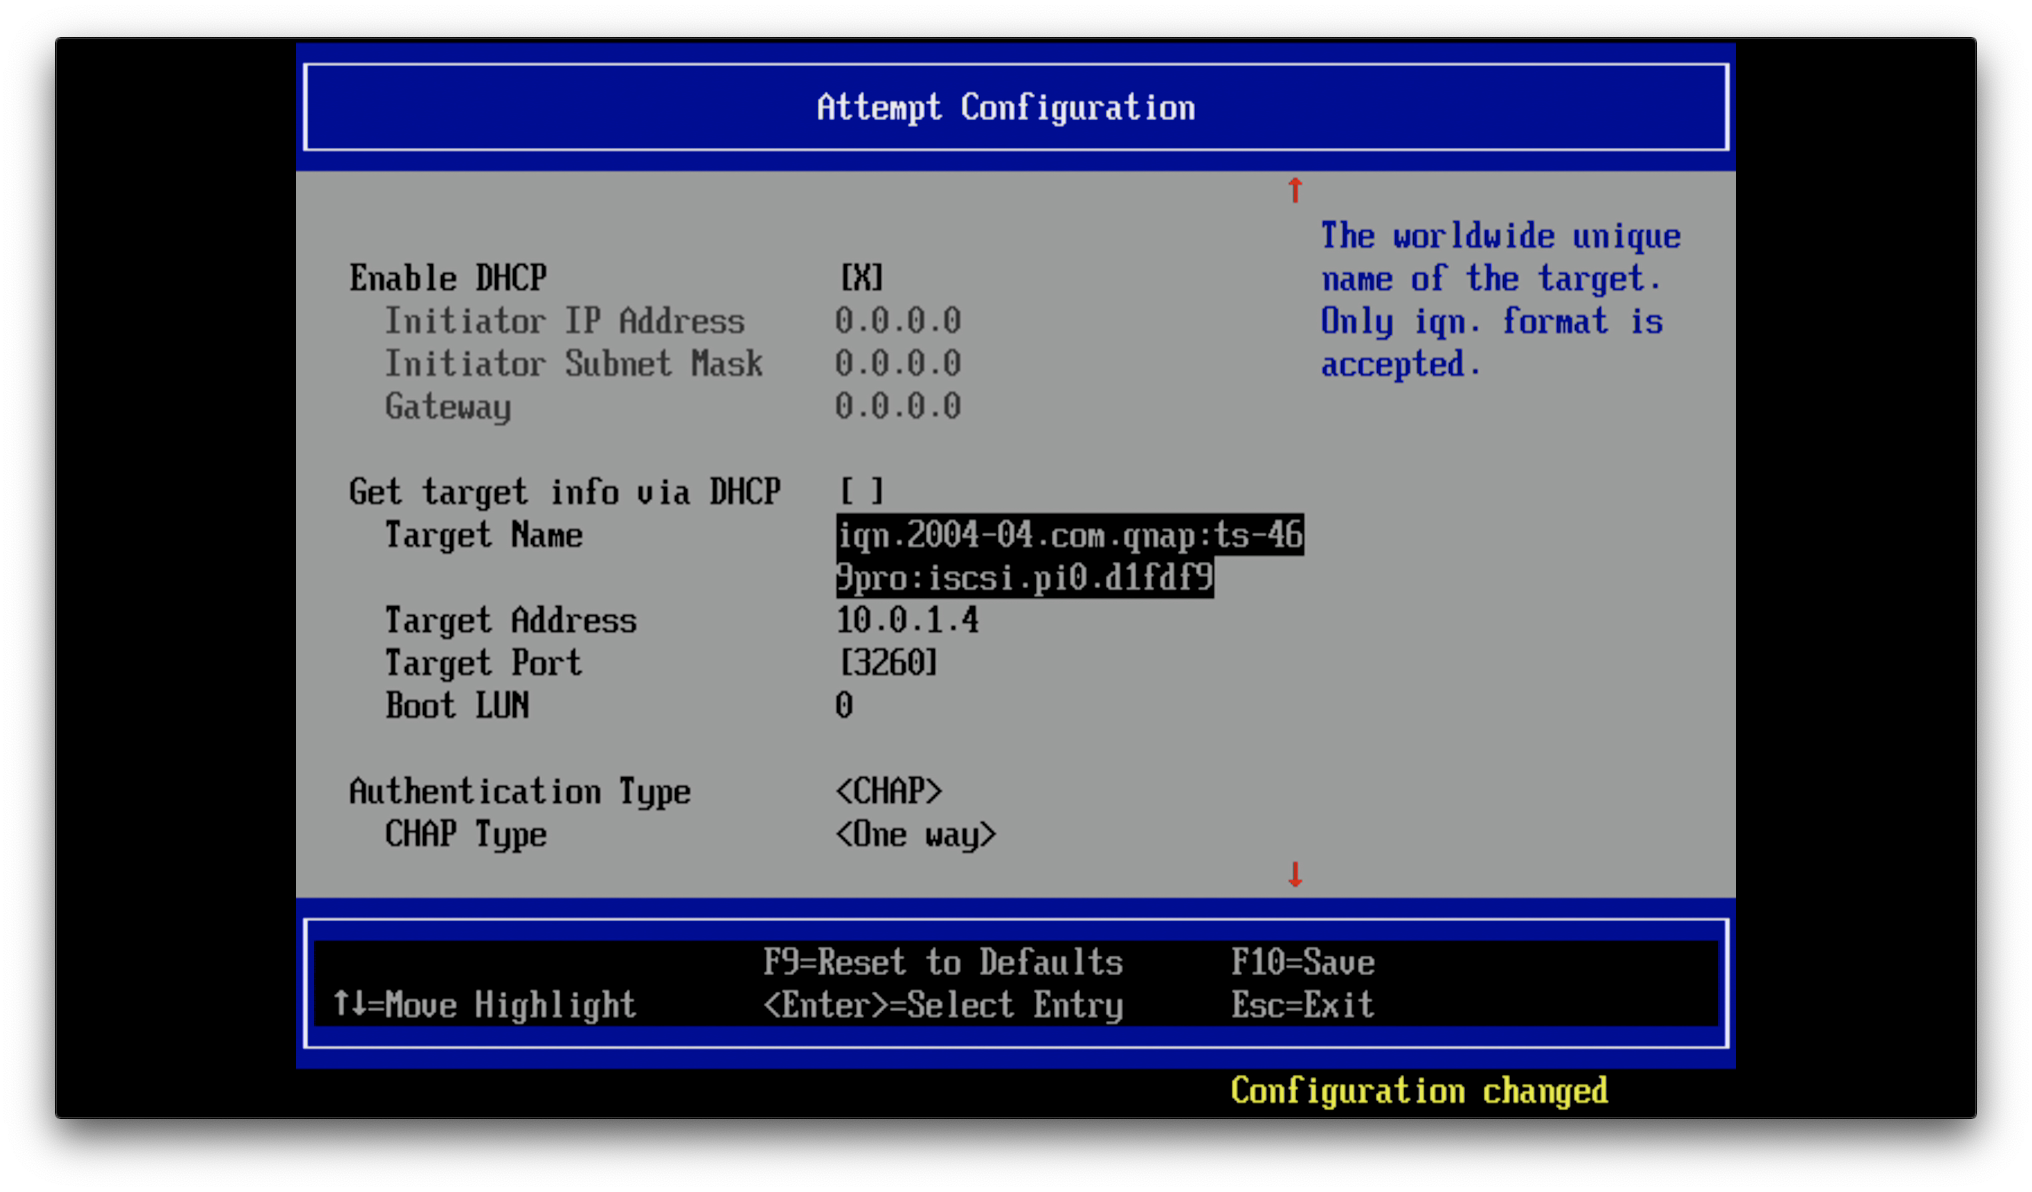 Attempt Configuration
↑
The worldwide unique
name of the target.
Only iqn. format is
accepted.
Enable DHCP [X]
Initiator IP Address 0.0.0.0
Initiator Subnet Mask 0.0.0.0
Gateway 0.0.0.0
Get target info via DHCP [ ]
Target Name iqn.2004-04.com.qnap:ts-46
9pro:iscsi.pi0.d1fdf9
Target Address 10.0.1.4
Target Port [3260]
Boot LUN 0
Authentication Type <CHAP>
CHAP Type <One way>
↓
F9=Reset to Defaults F10=Save
↑↓=Move Highlight <Enter>=Select Entry Esc=Exit
Configuration changed